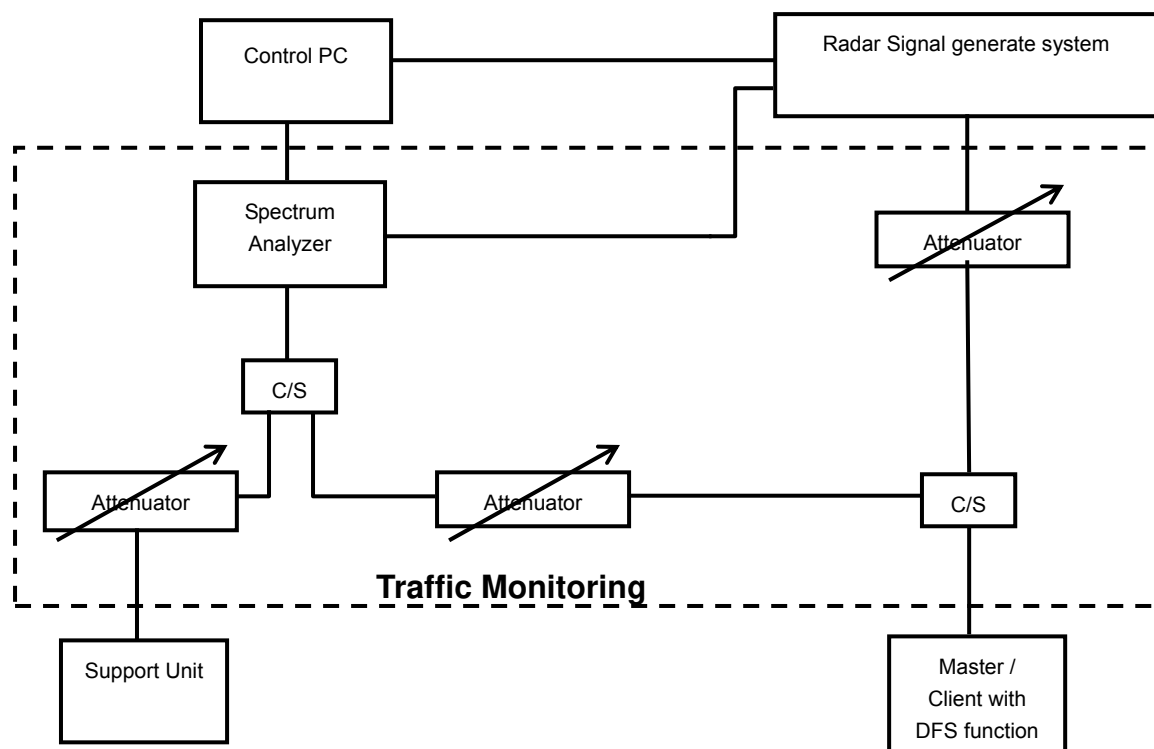 Control PC
Radar Signal generate system
Spectrum
Analyzer
Attenuator
C/S
Attenuator
Attenuator
C/S
Traffic Monitoring
Support Unit
Master /
Client with
DFS function